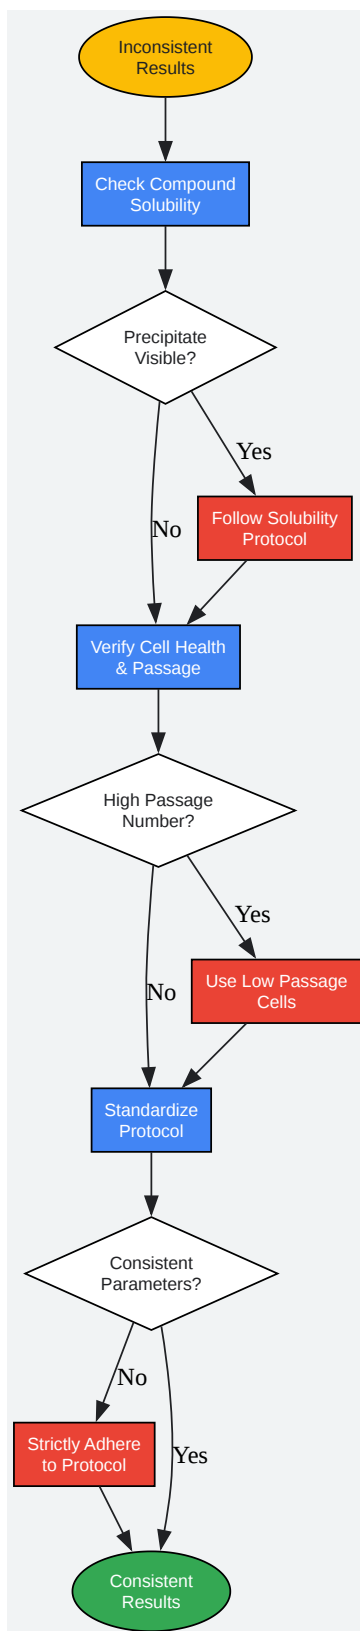 Inconsistent
Results
Check Compound
Solubility
Precipitate
Visible?
Yes
Follow Solubility
Protocol
No
Verify Cell Health
& Passage
High Passage
Number?
Yes
Use Low Passage
Cells
No
Standardize
Protocol
Consistent
Parameters?
No
Strictly Adhere
to Protocol
Yes
Consistent
Results